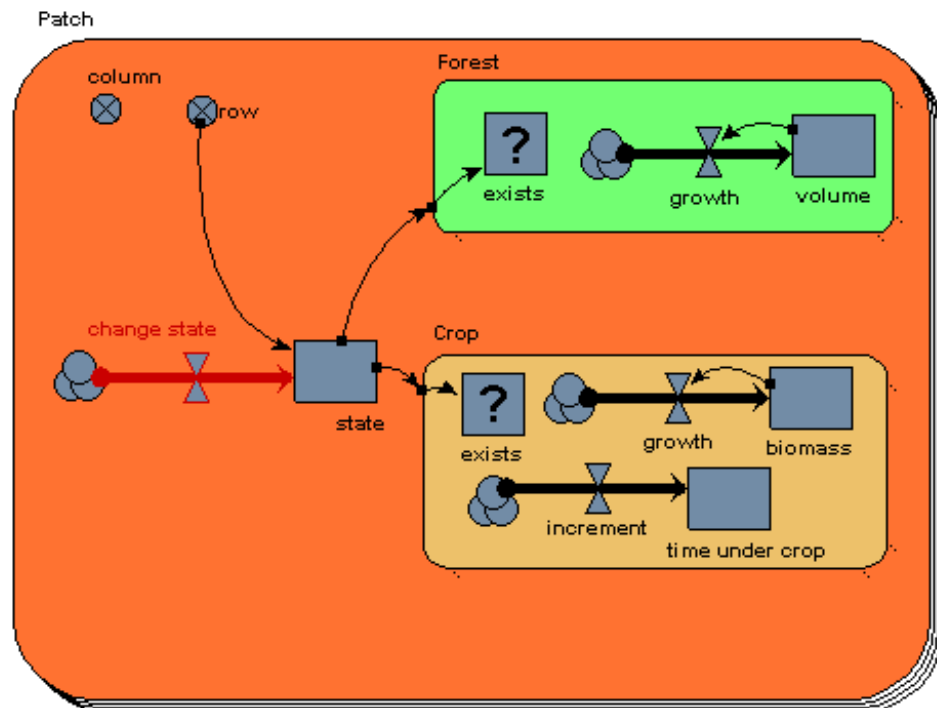 Patch
column
row
Forest
?
exists
growth
volume
change state
state
Crop
?
exists
growth
biomass
increment
time under crop